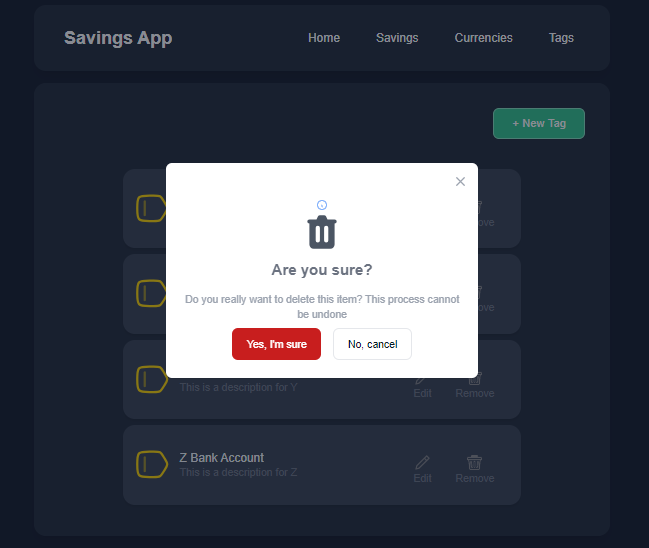 Savings App
Home
Savings
Currencies
Tags
+ New Tag
Are you sure?
Do you really want to delete this item? This process cannot
be undone
Yes, I'm sure
No, cancel
This is a description for Y
Edit
Remove
Z Bank Account
This is a description for Z
Edit
Remove